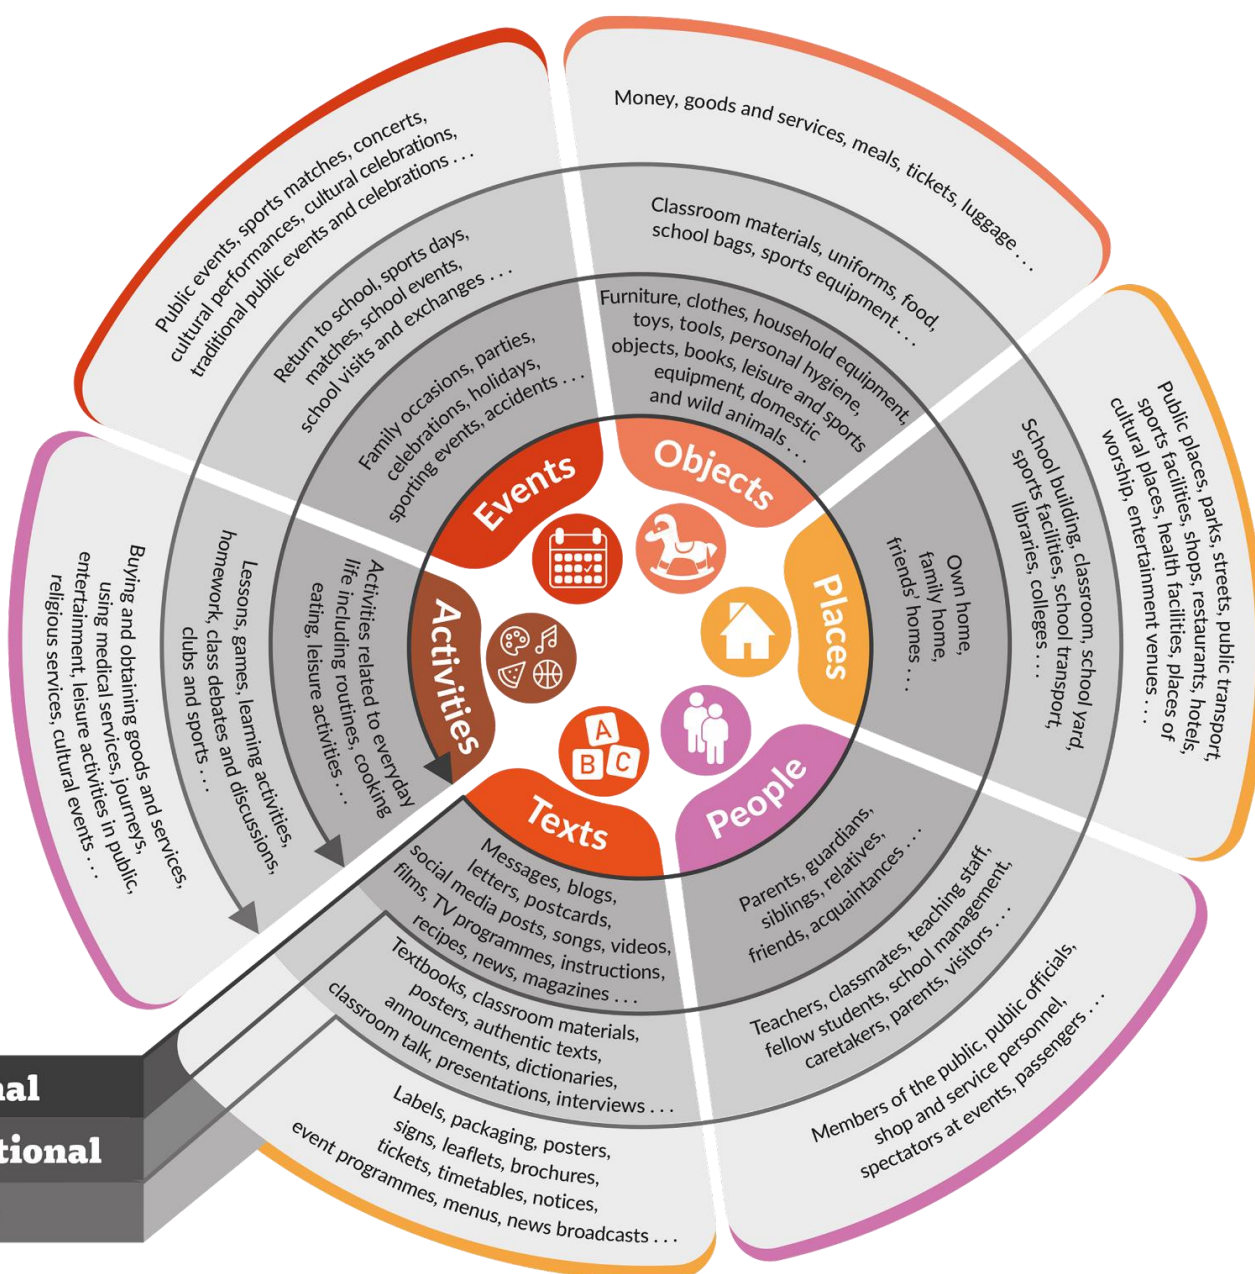 Events
Family occasions, parties,
celebrations, holidays,
sporting events, accidents . . .
Return to school, sports days,
matches, school events,
school visits and exchanges . . .
Public events, sports matches, concerts,
cultural performances, cultural celebrations,
traditional public events and celebrations . . .
Objects
Furniture, clothes, household equipment,
toys, tools, personal hygiene,
objects, books, leisure and sports
equipment, domestic
and wild animals . . .
Classroom materials, uniforms, food,
school bags, sports equipment . . .
Money, goods and services, meals, tickets, luggage . . .
Places
Own home,
family home,
friends' homes . . .
School building, classroom, school yard,
sports facilities, school transport,
libraries, colleges . . .
Public places, parks, streets, public transport,
sports facilities, shops, restaurants, hotels,
cultural places, health facilities, places of
worship, entertainment venues . . .
People
Parents, guardians,
siblings, relatives,
friends, acquaintances . . .
Teachers, classmates, teaching staff,
fellow students, school management,
caretakers, parents, visitors . . .
Members of the public, public officials,
shop and service personnel,
spectators at events, passengers . . .
Texts
A
B C
Messages, blogs,
letters, postcards,
social media posts, songs, videos,
films, TV programmes, instructions,
recipes, news, magazines . . .
Textbooks, classroom materials,
posters, authentic texts,
announcements, dictionaries,
classroom talk, presentations, interviews . . .
Labels, packaging, posters,
signs, leaflets, brochures,
tickets, timetables, notices,
event programmes, menus, news broadcasts . . .
Activities
Activities related to everyday
life including routines, cooking
eating, leisure activities . . .
Lessons, games, learning activities,
homework, class debates and discussions,
clubs and sports . . .
Buying and obtaining goods and services,
using medical services, journeys,
entertainment, leisure activities in public,
religious services, cultural events . . .
nal
tional